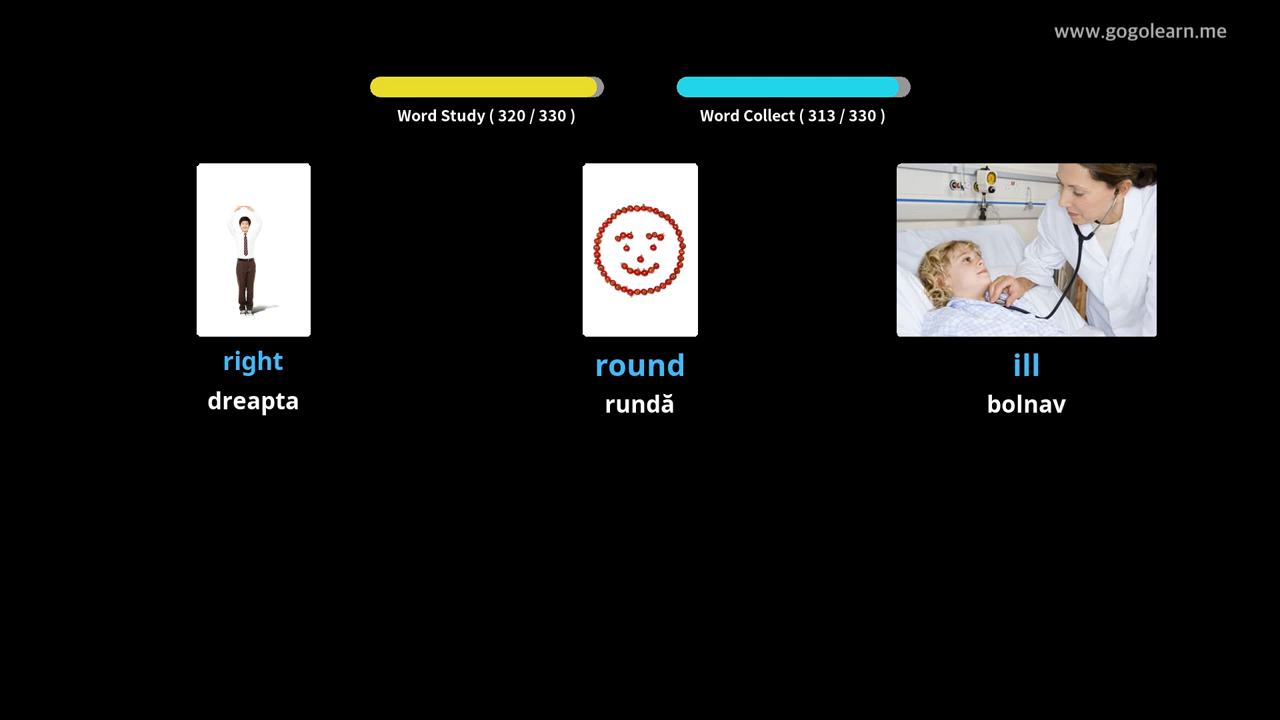 www.gogolearn.me
Word Study ( 320 / 330 )
Word Collect ( 313 / 330 )
right
round
ill
dreapta
rundă
bolnav